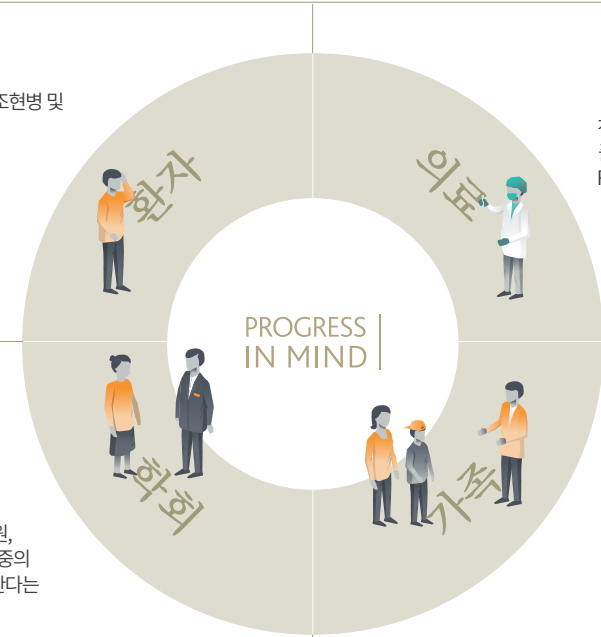 조현병 및
환자
의료
PROGRESS
IN MIND
학회
가족
원,
중의
한다는